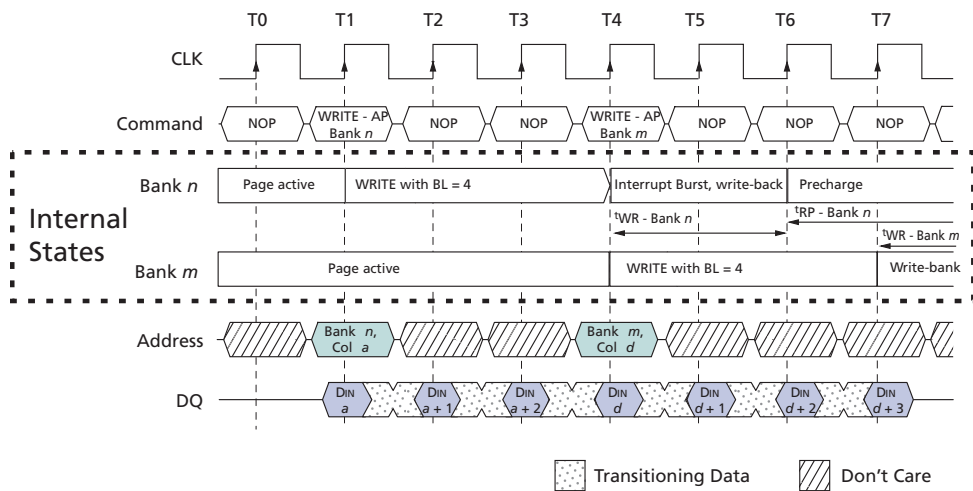 T0 T1 T2 T3 T4 T5 T6 T7
CLK
Command NOP WRITE - AP Bank n NOP NOP WRITE - AP Bank m NOP NOP NOP
Internal States
Bank n Page active WRITE with BL = 4 Interrupt Burst, write-back Precharge
tWR - Bank n tRP - Bank n
tWR - Bank m
Bank m Page active WRITE with BL = 4 Write-bank
Address Bank n, Col a Bank m, Col d
DQ DIN a DIN a + 1 DIN a + 2 DIN d DIN d + 1 DIN d + 2 DIN d + 3
Transitioning Data Don't Care